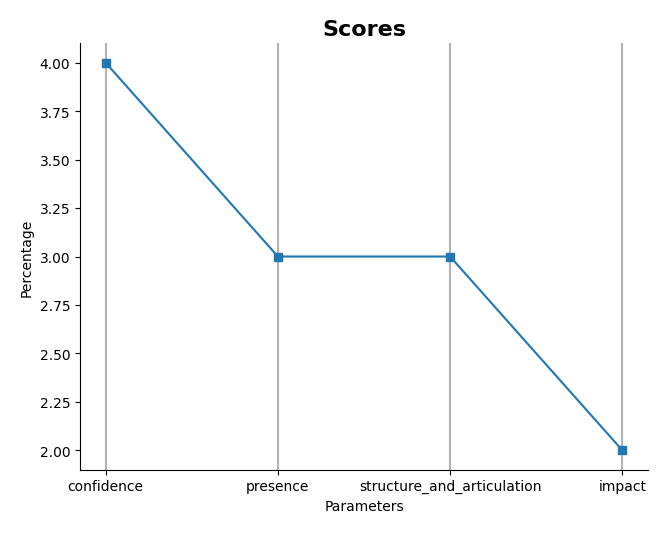 Scores
Percentage
4.00
3.75
3.50
3.25
3.00
2.75
2.50
2.25
2.00
confidence presence structure_and_articulation impact
Parameters